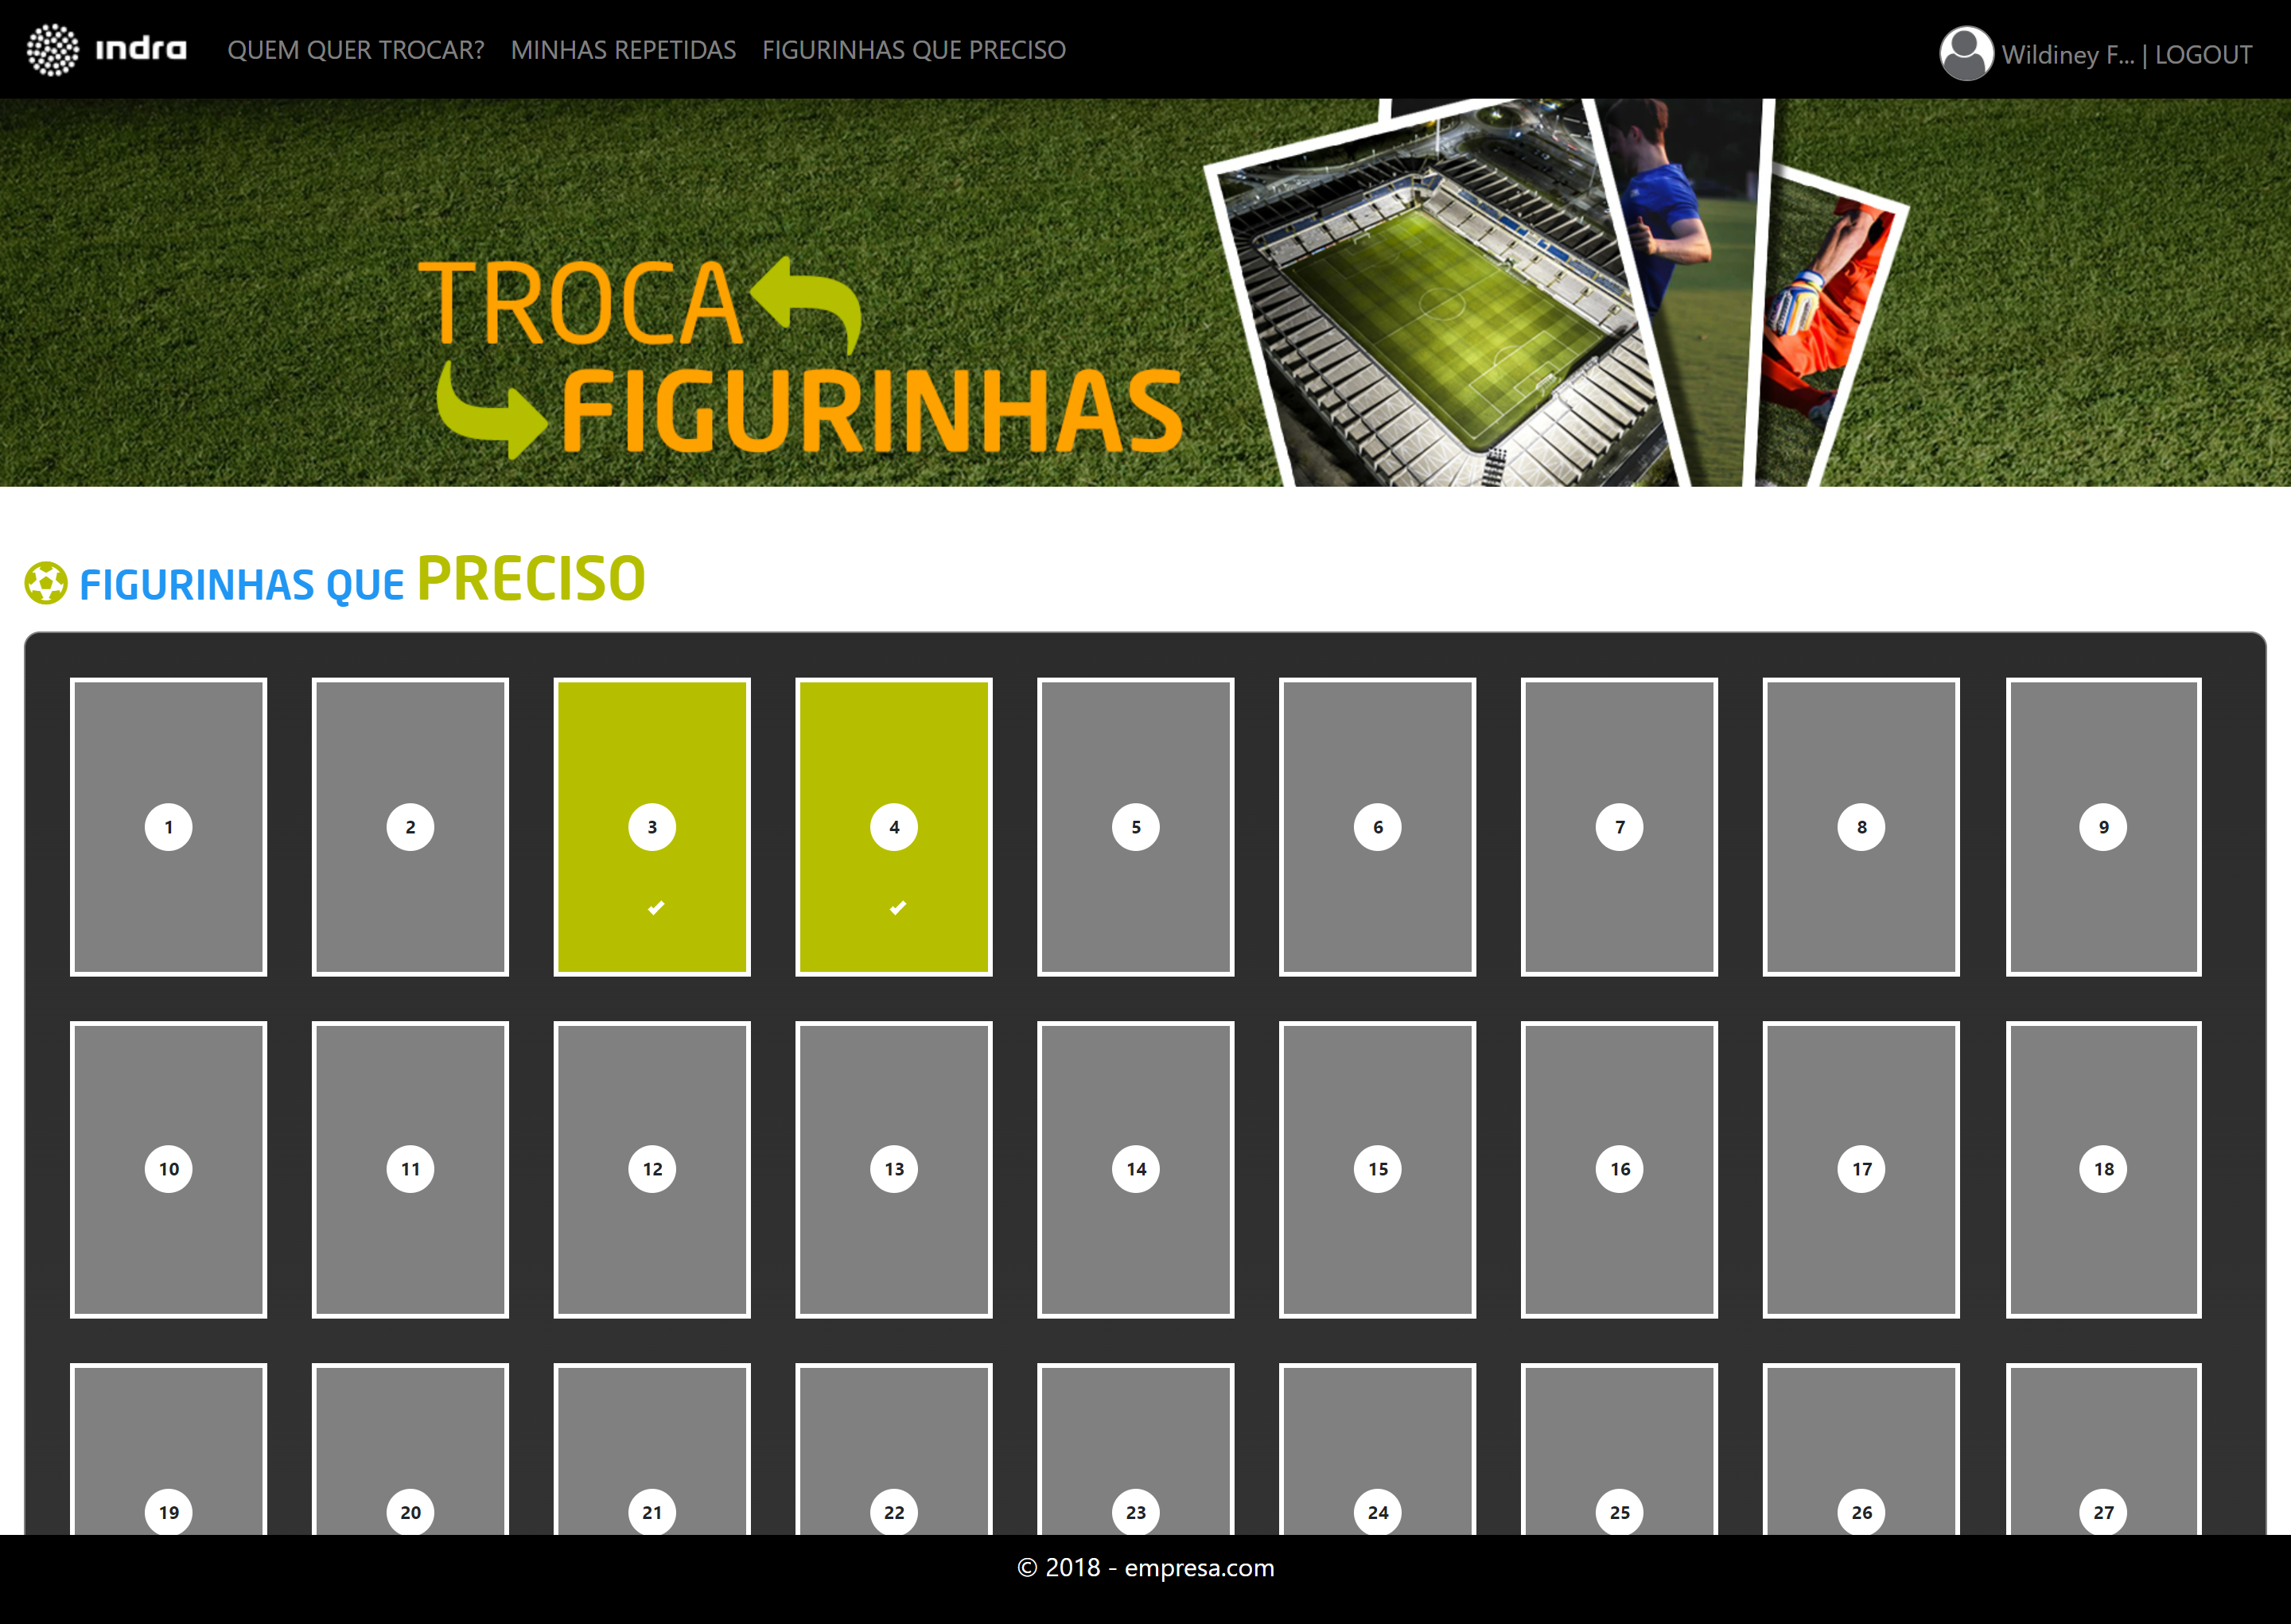 indra QUEM QUER TROCAR? MINHAS REPETIDAS FIGURINHAS QUE PRECISO Wildiney F... | LOGOUT
TROCA
FIGURINHAS
FIGURINHAS QUE PRECISO
1 2 3 4 5 6 7 8 9
10 11 12 13 14 15 16 17 18
19 20 21 22 23 24 25 26 27
© 2018 - empresa.com